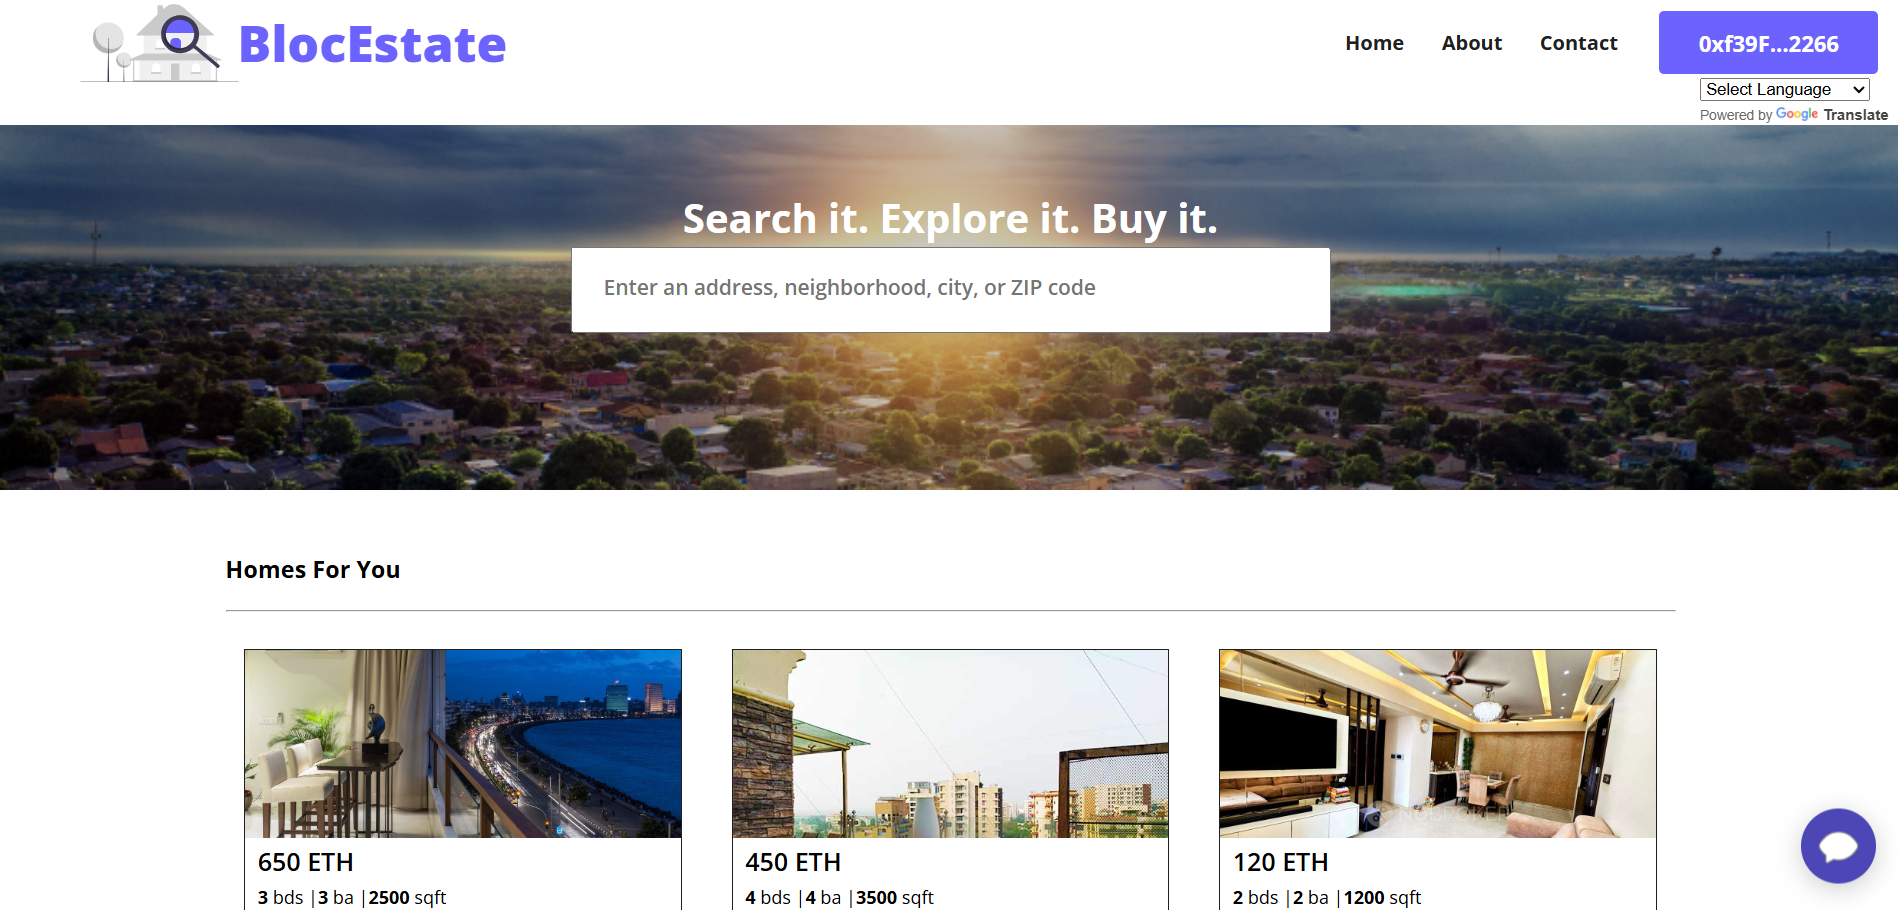 BlocEstate
Home About Contact 0xf39F...2266
Select Language
Powered by Google Translate
Search it. Explore it. Buy it.
Enter an address, neighborhood, city, or ZIP code
Homes For You
650 ETH
3 bds |3 ba |2500 sqft
450 ETH
4 bds |4 ba |3500 sqft
120 ETH
2 bds |2 ba |1200 sqft